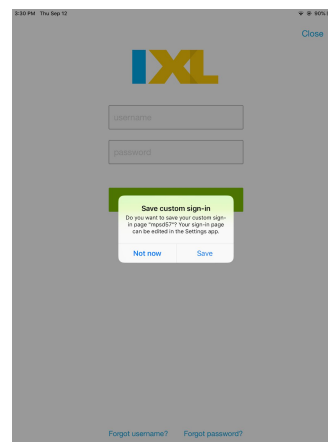 3:30 PM Thu Sep 12
90%
Close
IXL
username
password
Save custom sign-in
Do you want to save your custom sign-
in page "mpsd57"? Your sign-in page
can be edited in the Settings app.
Not now Save
Forgot username? Forgot password?